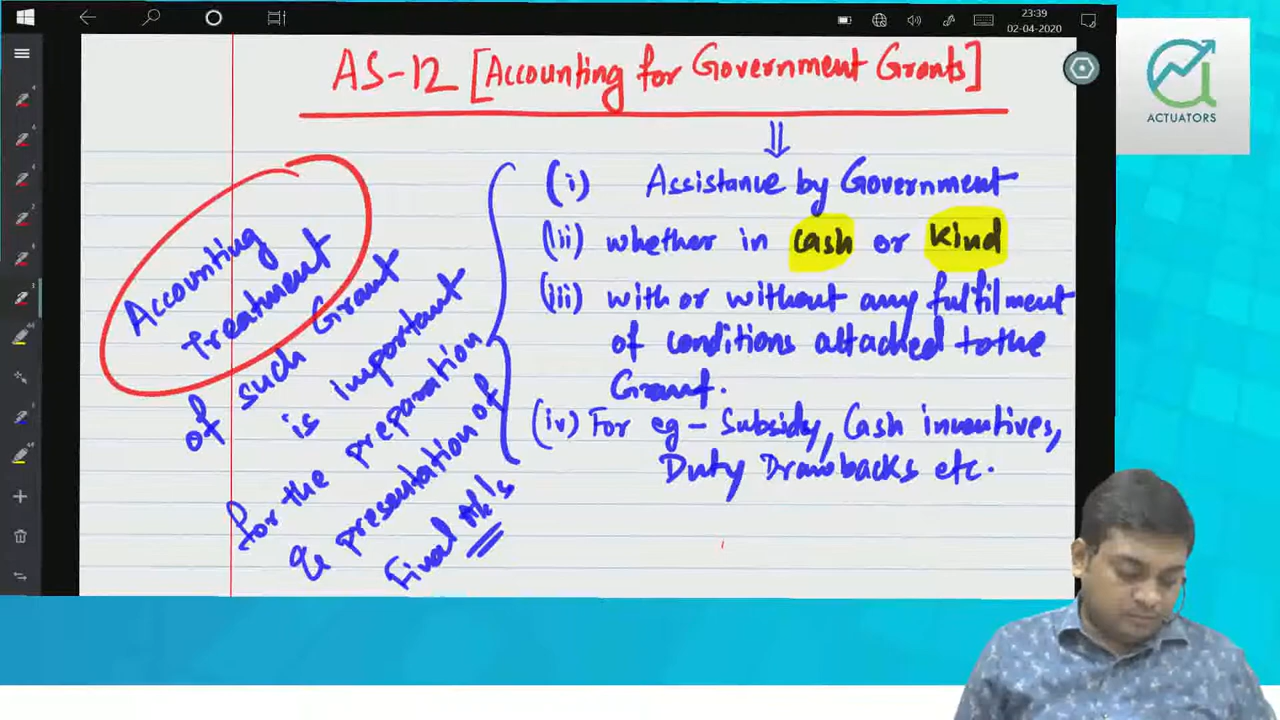 23:39
02-04-2020
AS-12 [Accounting for Government Grants]
ACTUATORS
(i) Assistance by Government
(ii) whether in cash or kind
(iii) with or without any fulfilment
of conditions attached to the
Grant.
(iv) For eg - Subsidy, Cash incentives,
Duty Drawbacks etc.
Accounting
Treatment
of such Grant
is important
for the preparation
& presentation of
Final A/c's